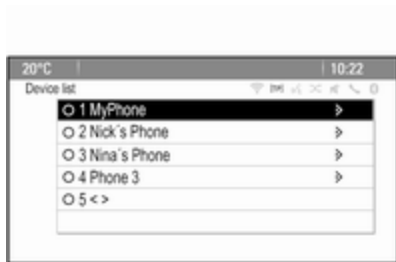 20°C 10:22
Device list
1 MyPhone
2 Nick´s Phone
3 Nina´s Phone
4 Phone 3
5 < >